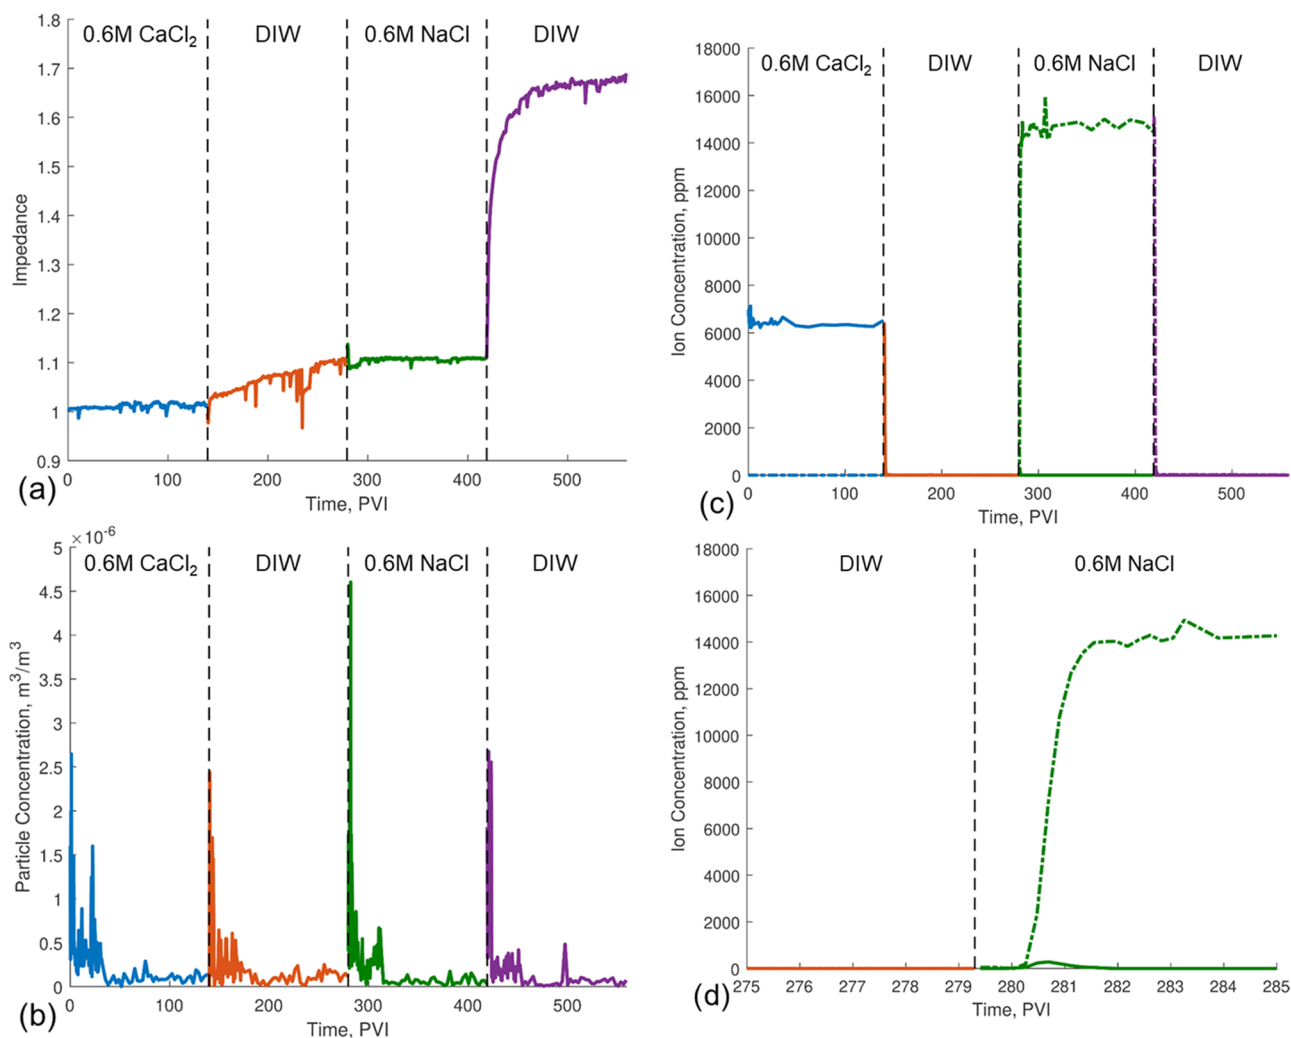 0.6M CaCl2 DIW 0.6M NaCl DIW
1.8
1.7
1.6
1.5
1.4
1.3
1.2
1.1
1
0.9
Impedance
0 100 200 300 400 500
Time, PVI
(a)
×10-6
0.6M CaCl2 DIW 0.6M NaCl DIW
5
4.5
4
3.5
3
2.5
2
1.5
1
0.5
0
Particle Concentration, m3/m3
0 100 200 300 400 500
Time, PVI
(b)
0.6M CaCl2 DIW 0.6M NaCl DIW
18000
16000
14000
12000
10000
8000
6000
4000
2000
0
Ion Concentration, ppm
0 100 200 300 400 500
Time, PVI
(c)
DIW 0.6M NaCl
18000
16000
14000
12000
10000
8000
6000
4000
2000
0
Ion Concentration, ppm
275 276 277 278 279 280 281 282 283 284 285
Time, PVI
(d)